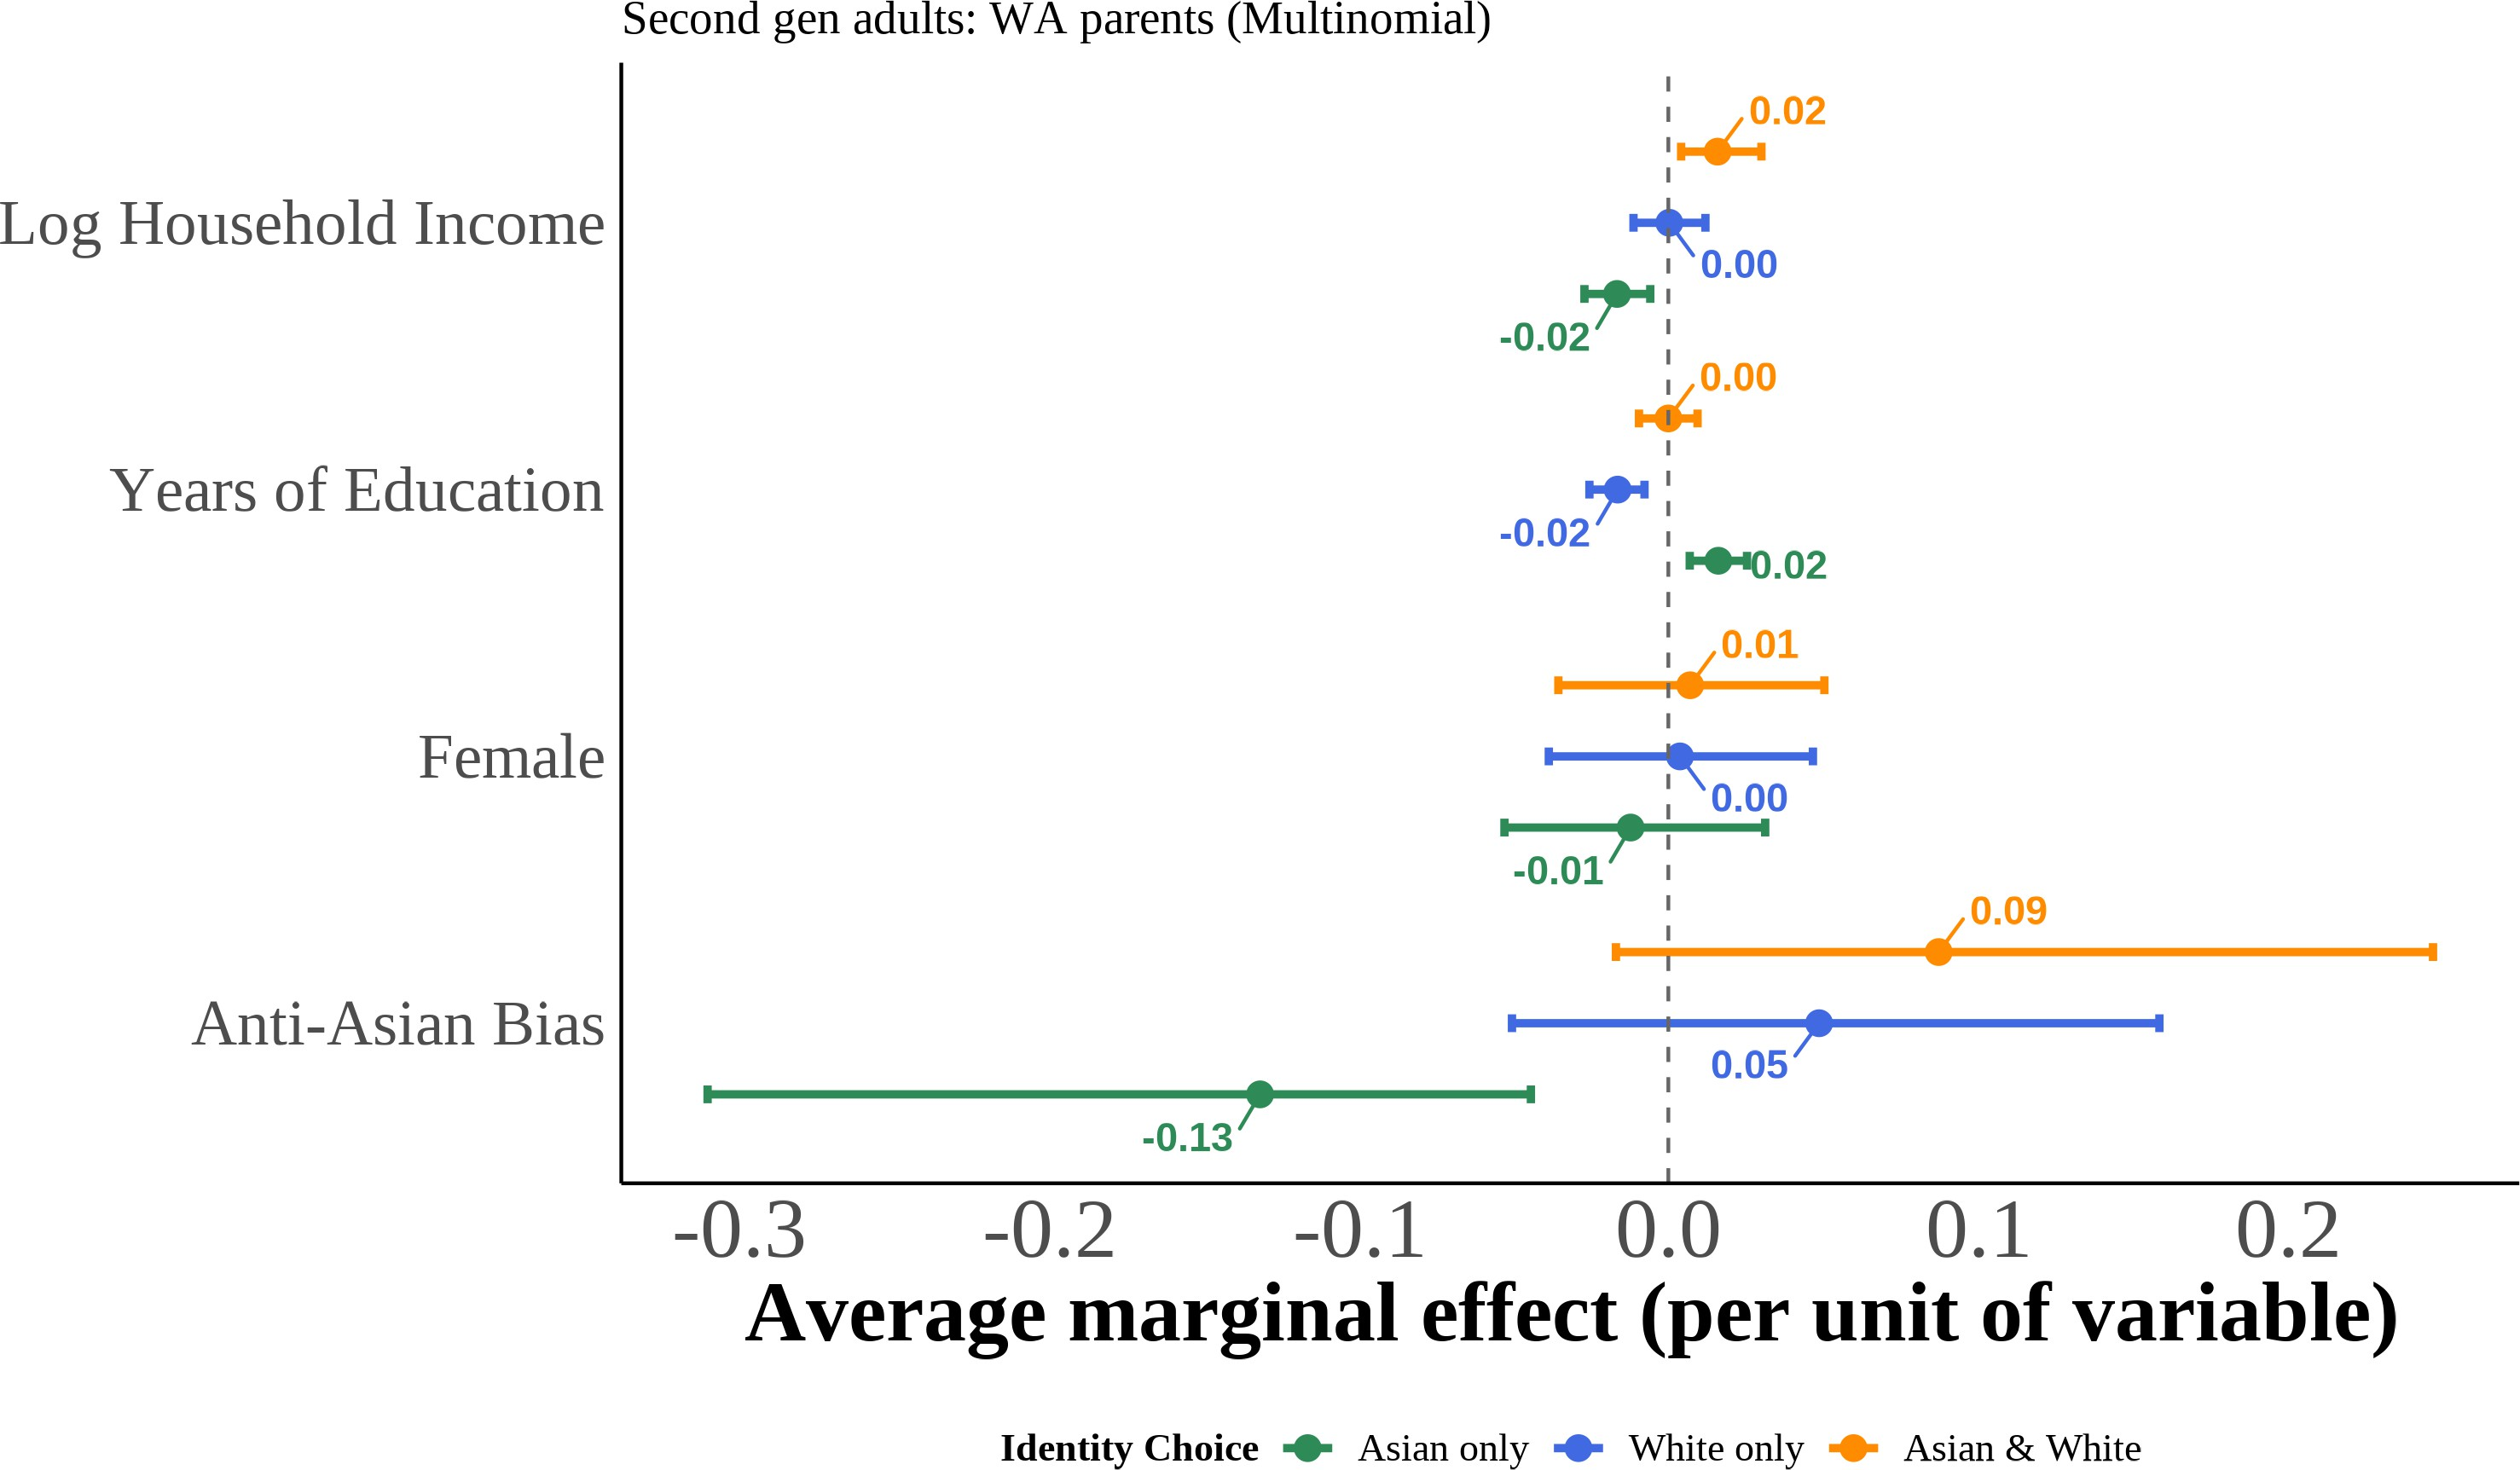 Second gen adults: WA parents (Multinomial)
0.02
Log Household Income
0.00
-0.02
0.00
Years of Education
-0.02
0.02
0.01
Female
0.00
-0.01
0.09
Anti-Asian Bias
0.05
-0.13
-0.3 -0.2 -0.1 0.0 0.1 0.2
Average marginal effect (per unit of variable)
Identity Choice Asian only White only Asian & White